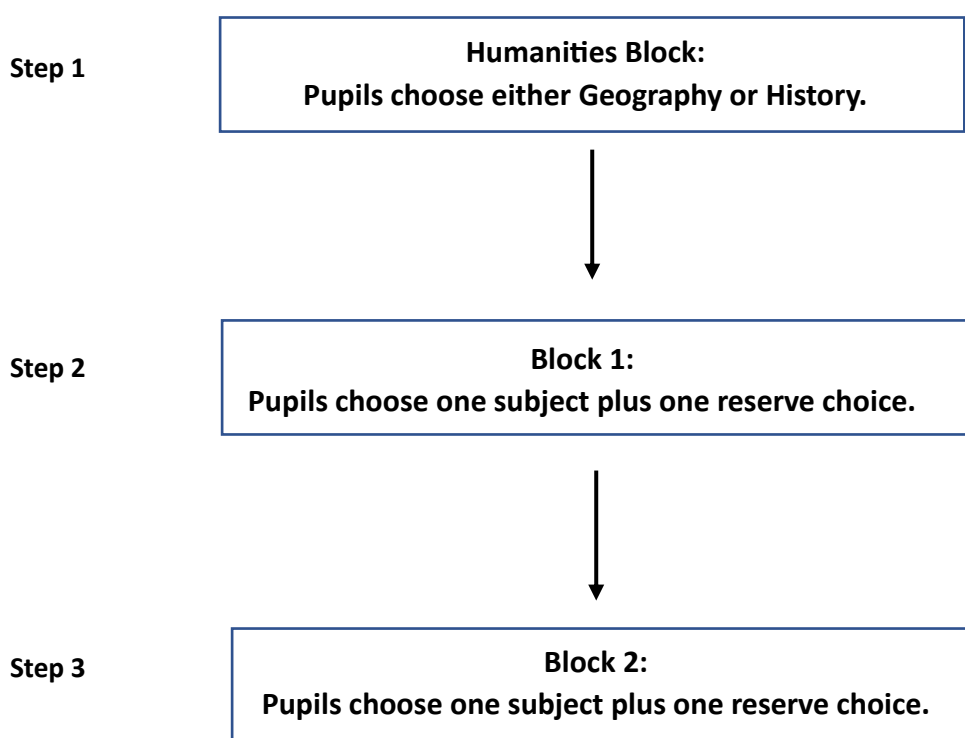 Step 1
Humanities Block:
Pupils choose either Geography or History.
Step 2
Block 1:
Pupils choose one subject plus one reserve choice.
Step 3
Block 2:
Pupils choose one subject plus one reserve choice.